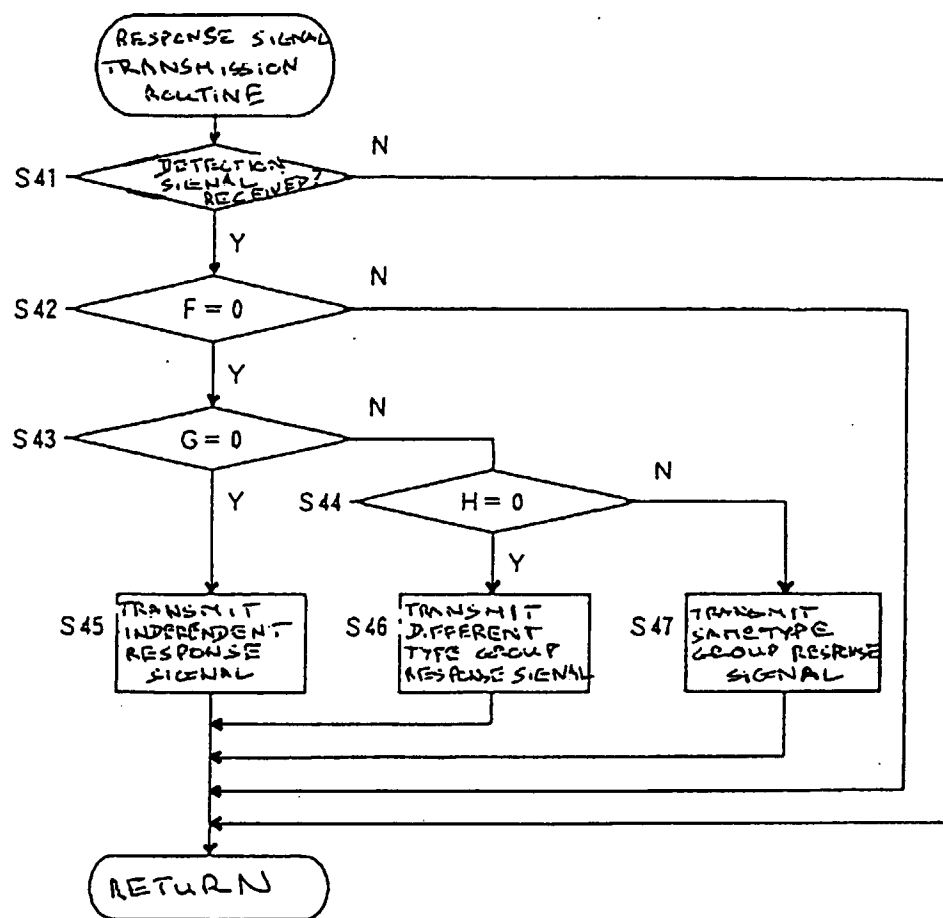 RESPONSE SIGNAL
TRANSMISSION
ROUTINE
N
S41
DETECTION
SIGNAL
RECEIVED?
Y
N
S42
F = 0
Y
N
S43
G = 0
Y
N
S44
H = 0
Y
S45
TRANSMIT
INDEPENDENT
RESPONSE
SIGNAL
S46
TRANSMIT
DIFFERENT
TYPE GROUP
RESPONSE SIGNAL
S47
TRANSMIT
SAME TYPE
GROUP RESPONSE
SIGNAL
RETURN